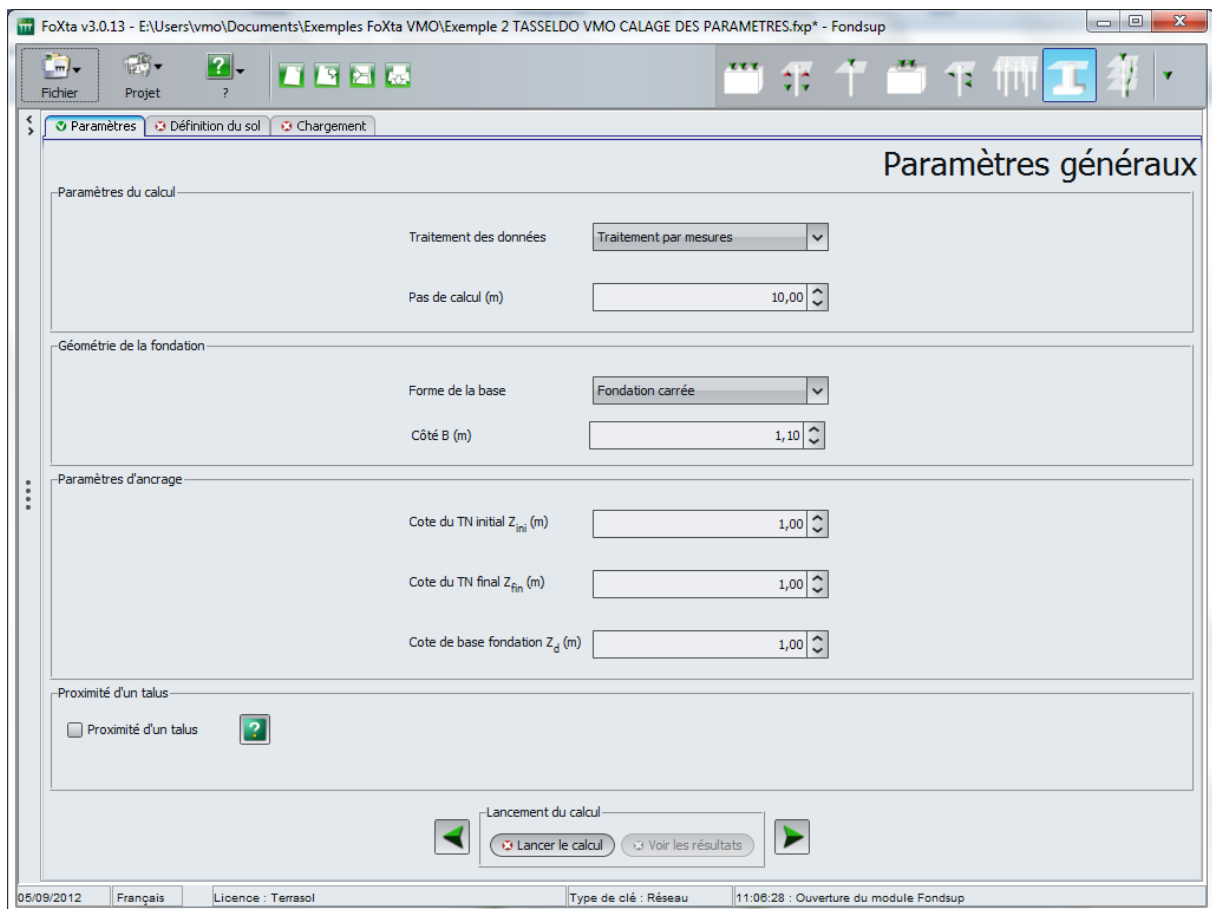 FoXta v3.0.13 - E:\Users\vmo\Documents\Exemples FoXta VMO\Exemple 2 TASSELDO VMO CALAGE DES PARAMETRES.fxp* - Fondsup
Fichier Projet ?
Paramètres Définition du sol Chargement
Paramètres généraux
Paramètres du calcul
Traitement des données Traitement par mesures
Pas de calcul (m) 10,00
Géométrie de la fondation
Forme de la base Fondation carrée
Côté B (m) 1,10
Paramètres d'ancrage
Cote du TN initial Zini (m) 1,00
Cote du TN final Zfin (m) 1,00
Cote de base fondation Zd (m) 1,00
Proximité d'un talus
Proximité d'un talus ?
Lancement du calcul
Lancer le calcul Voir les résultats
05/09/2012 Français Licence : Terrasol Type de clé : Réseau 11:06:28 : Ouverture du module Fondsup